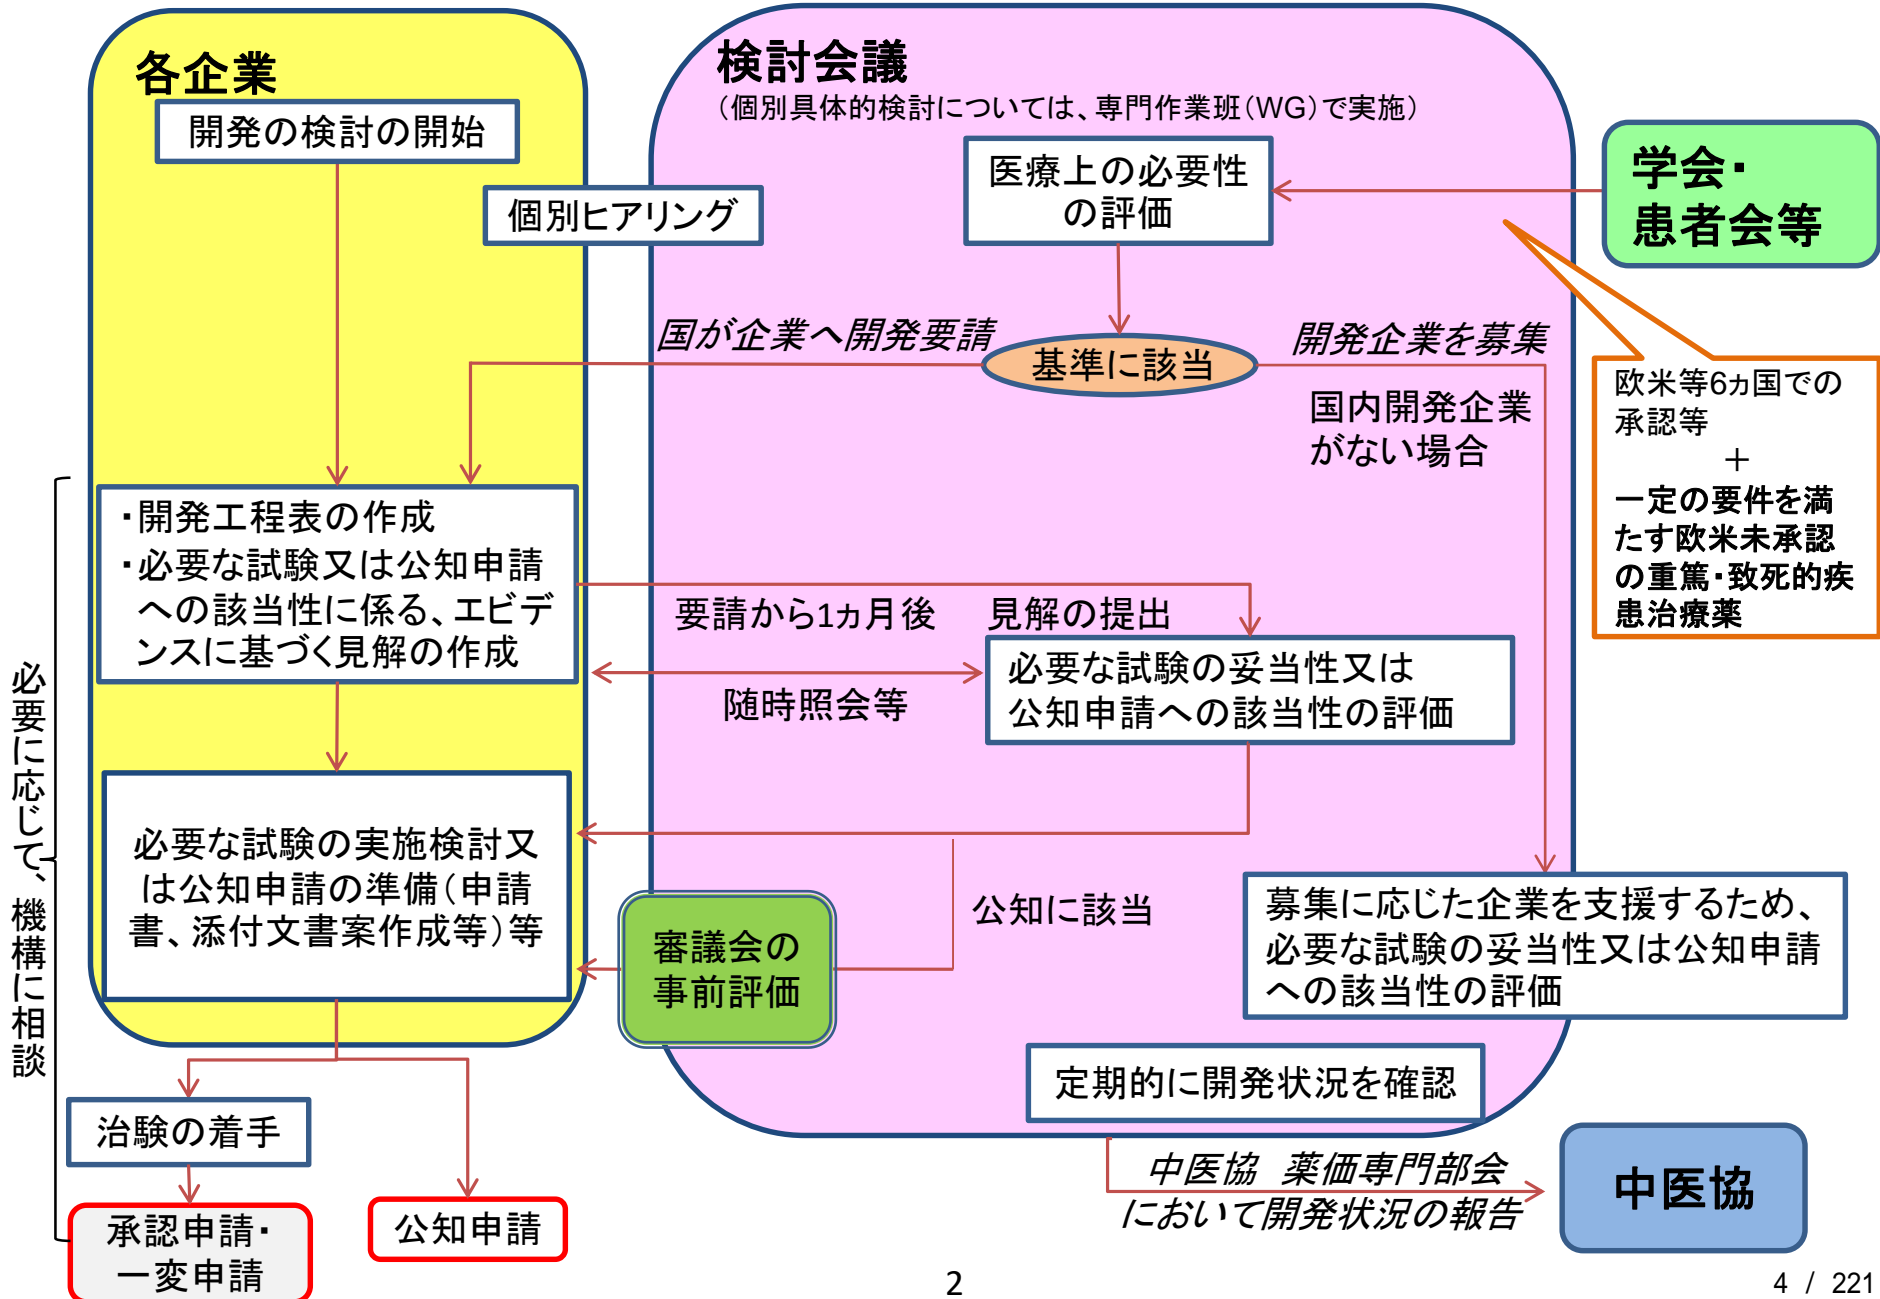 各企業
開発の検討の開始
個別ヒアリング
検討会議
（個別具体的検討については、専門作業班（WG）で実施）
医療上の必要性
の評価
学会・
患者会等
国が企業へ開発要請
基準に該当
開発企業を募集
国内開発企業
がない場合
欧米等6ヵ国での
承認等
＋
一定の要件を満
たす欧米未承認
の重篤・致死的疾
患治療薬
・開発工程表の作成
・必要な試験又は公知申請
への該当性に係る、エビデ
ンスに基づく見解の作成
要請から1ヵ月後
見解の提出
随時照会等
必要な試験の妥当性又は
公知申請への該当性の評価
必要に応じて、機構に相談
必要な試験の実施検討又
は公知申請の準備（申請
書、添付文書案作成等）等
審議会の
事前評価
公知に該当
募集に応じた企業を支援するため、
必要な試験の妥当性又は公知申請
への該当性の評価
定期的に開発状況を確認
治験の着手
承認申請・
一変申請
公知申請
中医協　薬価専門部会
において開発状況の報告
中医協
2
4 / 221